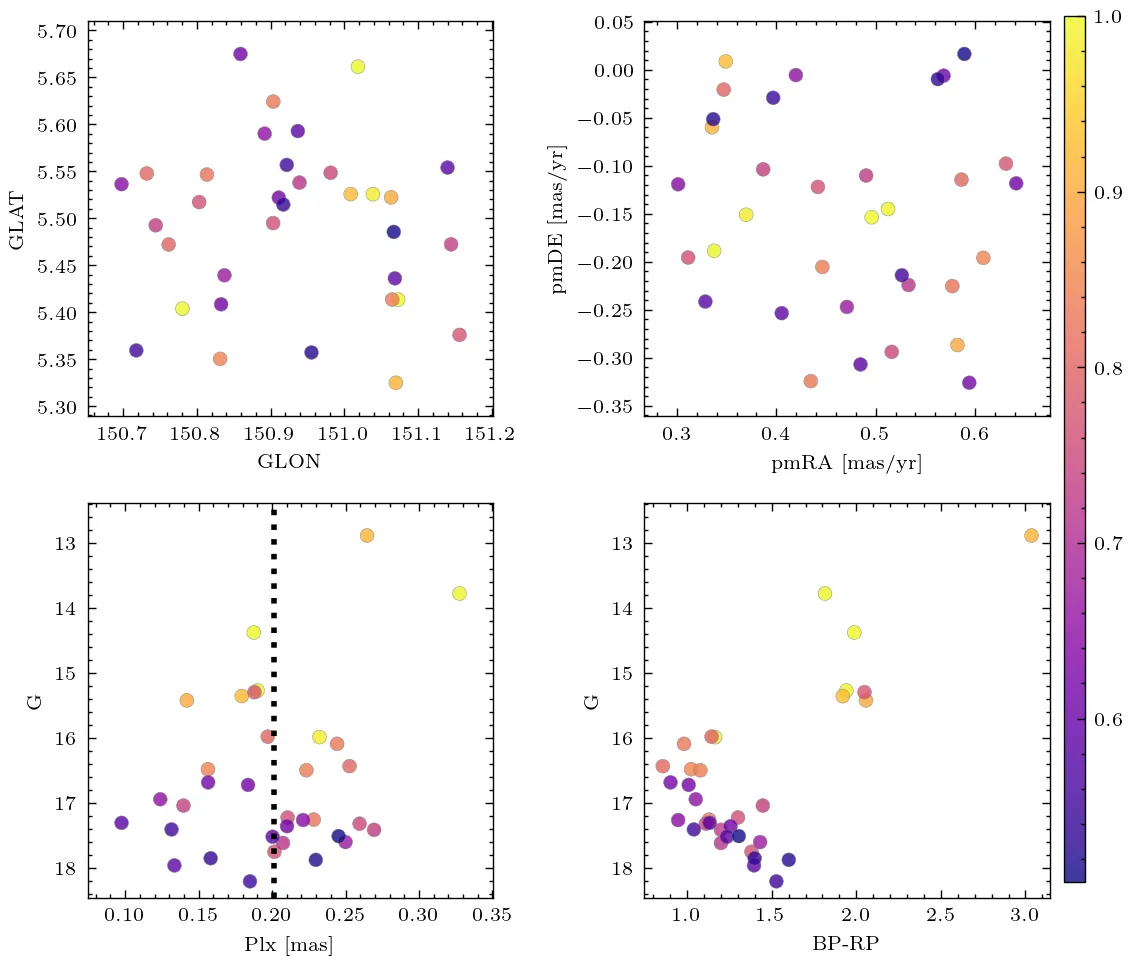 5.70
5.65
5.60
5.55
5.50
5.45
5.40
5.35
5.30
GLAT
150.7 150.8 150.9 151.0 151.1 151.2
GLON
0.05
0.00
−0.05
−0.10
−0.15
−0.20
−0.25
−0.30
−0.35
pmDE [mas/yr]
0.3 0.4 0.5 0.6
pmRA [mas/yr]
1.0
0.9
0.8
0.7
0.6
13
14
15
16
17
18
G
0.10 0.15 0.20 0.25 0.30 0.35
Plx [mas]
13
14
15
16
17
18
G
1.0 1.5 2.0 2.5 3.0
BP-RP